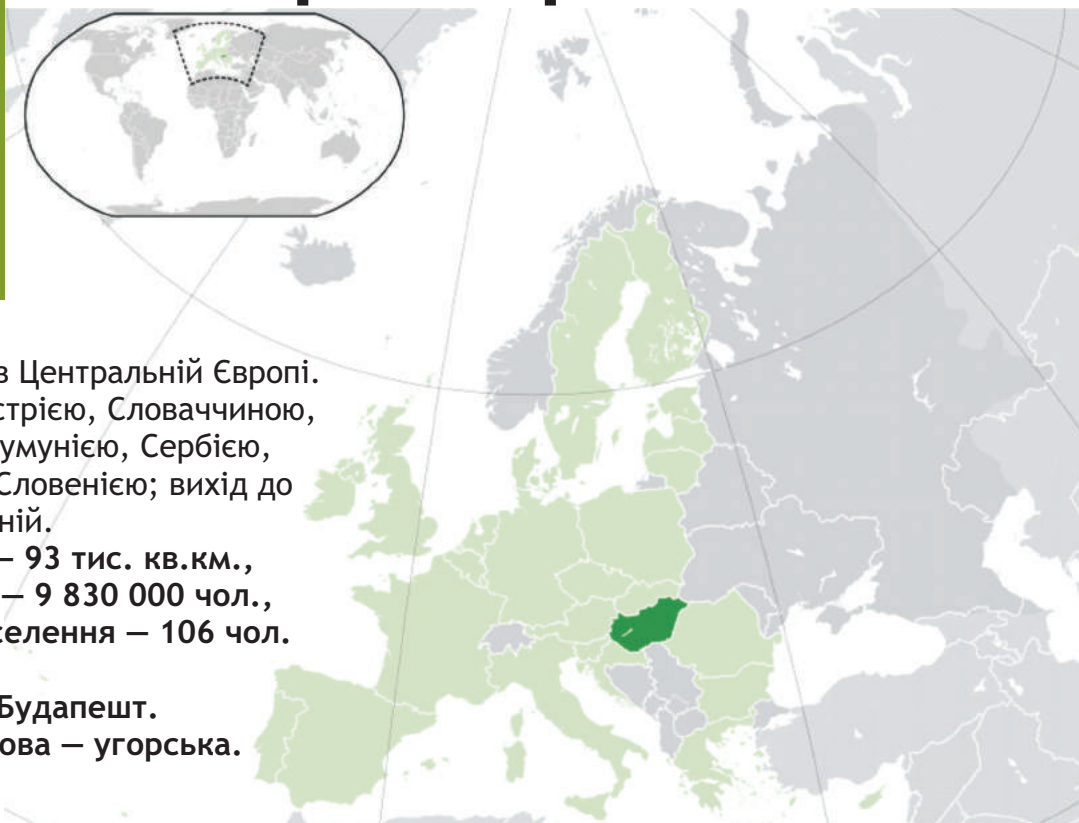 в Центральній Європі.
стрією, Словаччиною,
умунією, Сербією,
Словенією; вихід до
ній.
— 93 тис. кв.км.,
— 9 830 000 чол.,
селення — 106 чол.
Будапешт.
ова — угорська.